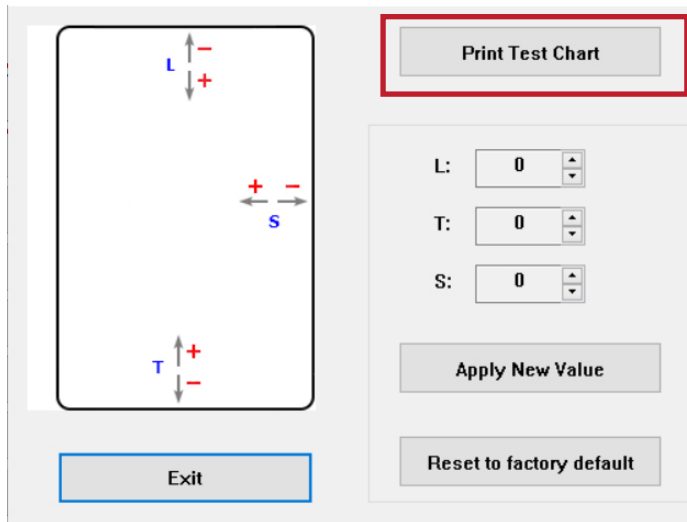 L
−
+
+ −
S
T
+
−
Exit
Print Test Chart
L: 0
T: 0
S: 0
Apply New Value
Reset to factory default